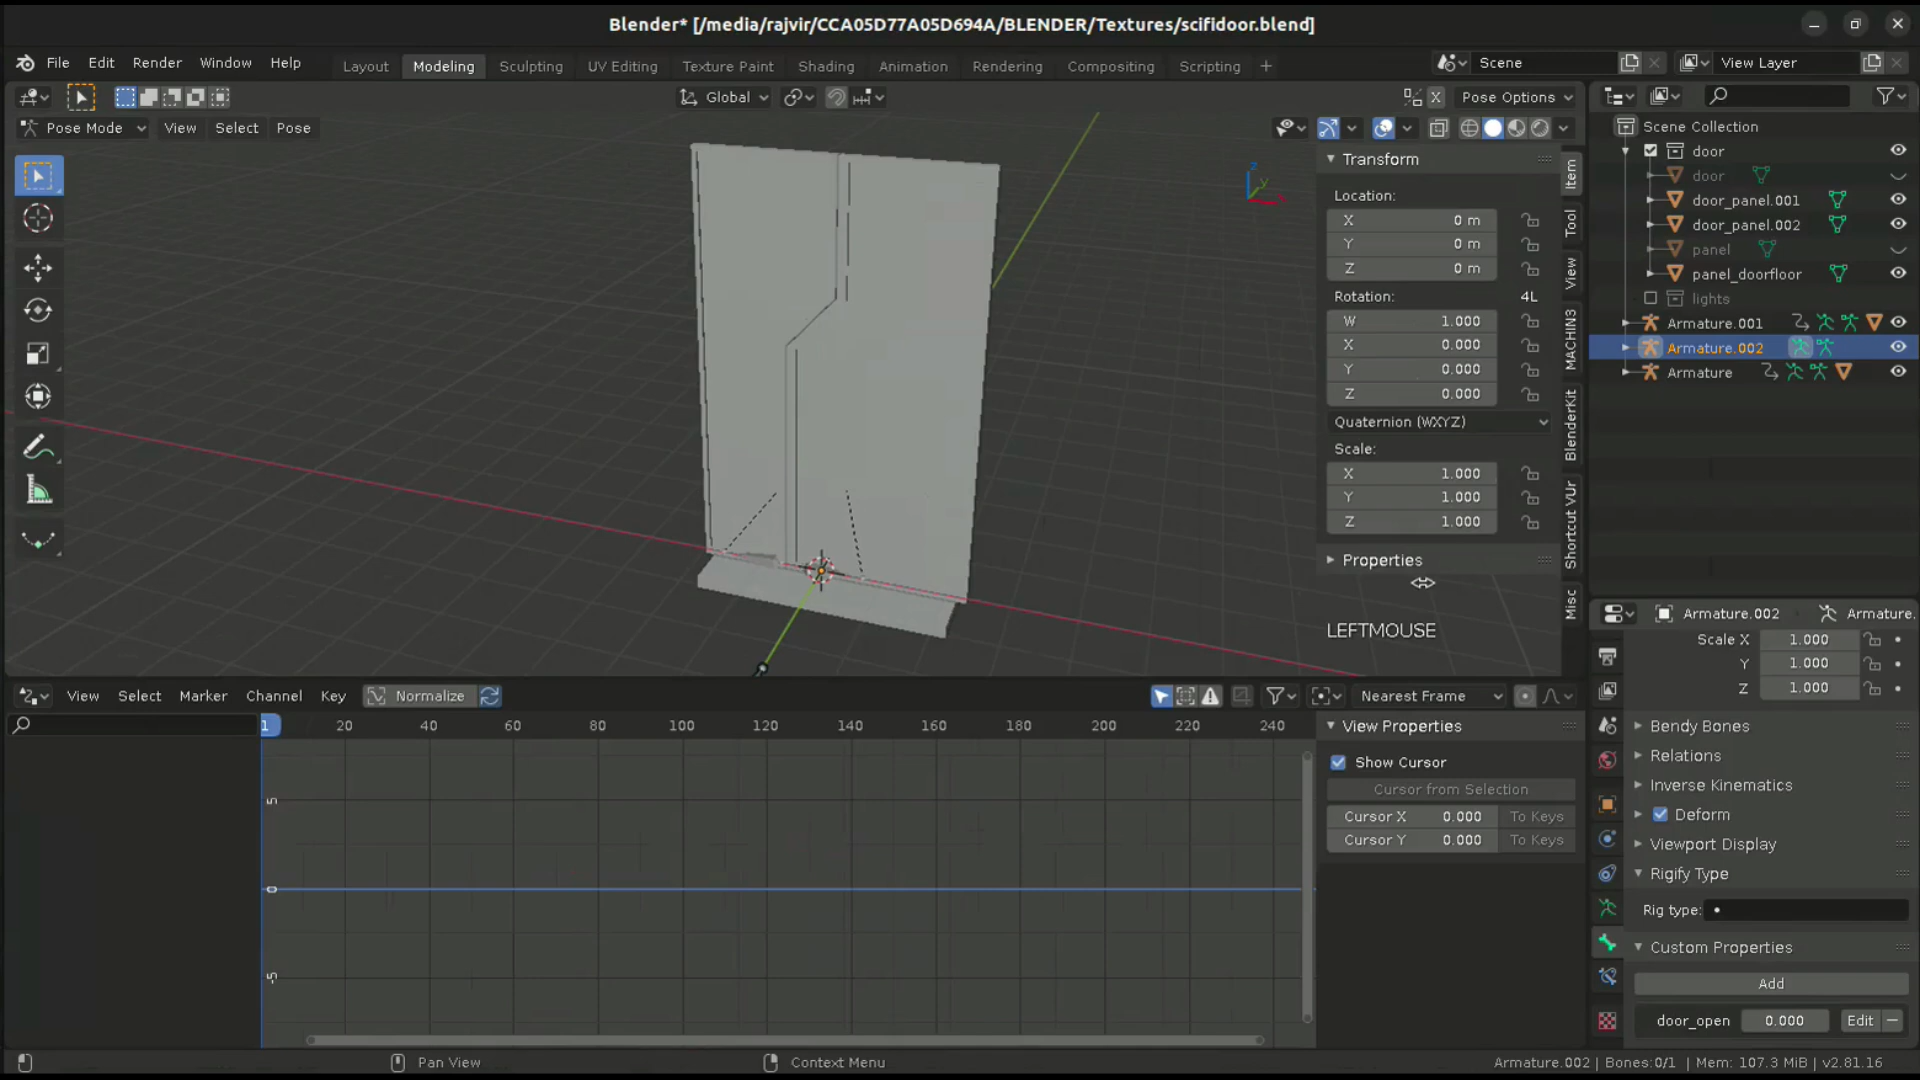 Blender* [/media/rajvir/CCA05D77A05D694A/BLENDER/Textures/scifidoor.blend]
File Edit Render Window Help
Layout Modeling Sculpting UV Editing Texture Paint Shading Animation Rendering Compositing Scripting +
Scene
View Layer
Global
X Pose Options
Pose Mode View Select Pose
Transform
Location:
X 0 m
Y 0 m
Z 0 m
Rotation: 4L
W 1.000
X 0.000
Y 0.000
Z 0.000
Quaternion (WXYZ)
Scale:
X 1.000
Y 1.000
Z 1.000
Properties
LEFTMOUSE
Item
Tool
View
MACHIN3
BlenderKit
Shortcut VUr
Misc
Z
Y
Scene Collection
door
door
door_panel.001
door_panel.002
panel
panel_doorfloor
lights
Armature.001
Armature.002
Armature
Armature.002 Armature.
Scale X 1.000
Y 1.000
Z 1.000
Bendy Bones
Relations
Inverse Kinematics
Deform
Viewport Display
Rigify Type
Rig type:
Custom Properties
Add
door_open 0.000 Edit
View Select Marker Channel Key Normalize
Nearest Frame
1 20 40 60 80 100 120 140 160 180 200 220 240
5
0
-5
View Properties
Show Cursor
Cursor from Selection
Cursor X 0.000 To Keys
Cursor Y 0.000 To Keys
Pan View
Context Menu
Armature.002 | Bones:0/1 | Mem: 107.3 MiB | v2.81.16